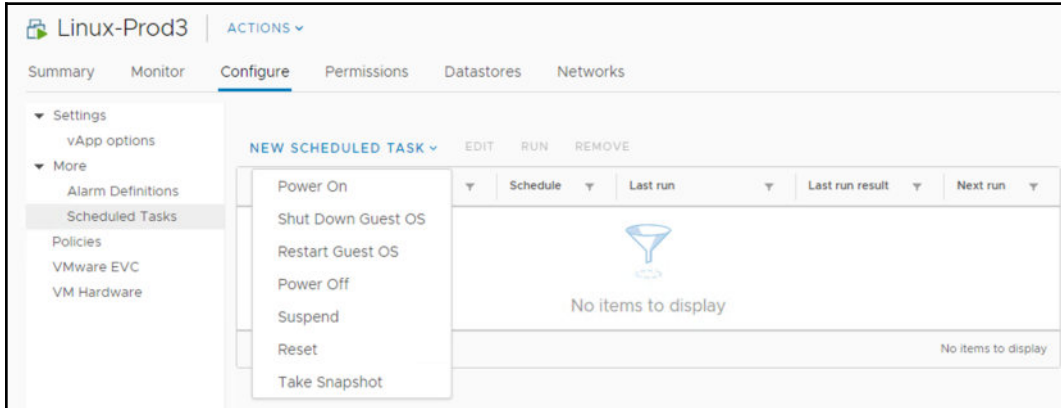 Linux-Prod3 ACTIONS
Summary Monitor Configure Permissions Datastores Networks
Settings
vApp options
More
Alarm Definitions
Scheduled Tasks
Policies
VMware EVC
VM Hardware
NEW SCHEDULED TASK EDIT RUN REMOVE
Schedule Last run Last run result Next run
Power On
Shut Down Guest OS
Restart Guest OS
Power Off
Suspend
Reset
Take Snapshot
No items to display
No items to display